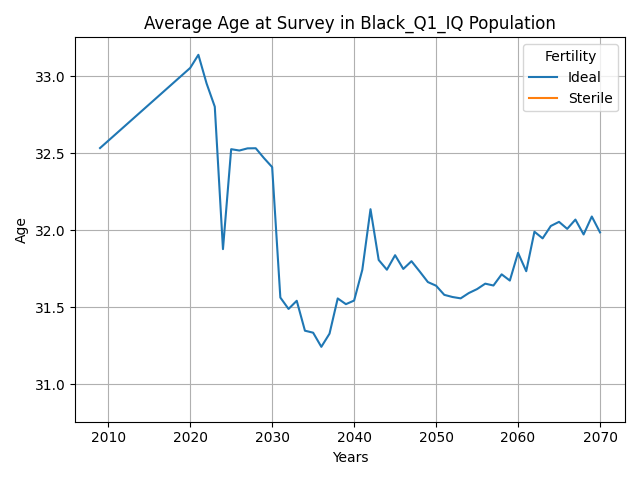 Average Age at Survey in Black_Q1_IQ Population
Fertility
Ideal
Sterile
Age
33.0
32.5
32.0
31.5
31.0
2010 2020 2030 2040 2050 2060 2070
Years